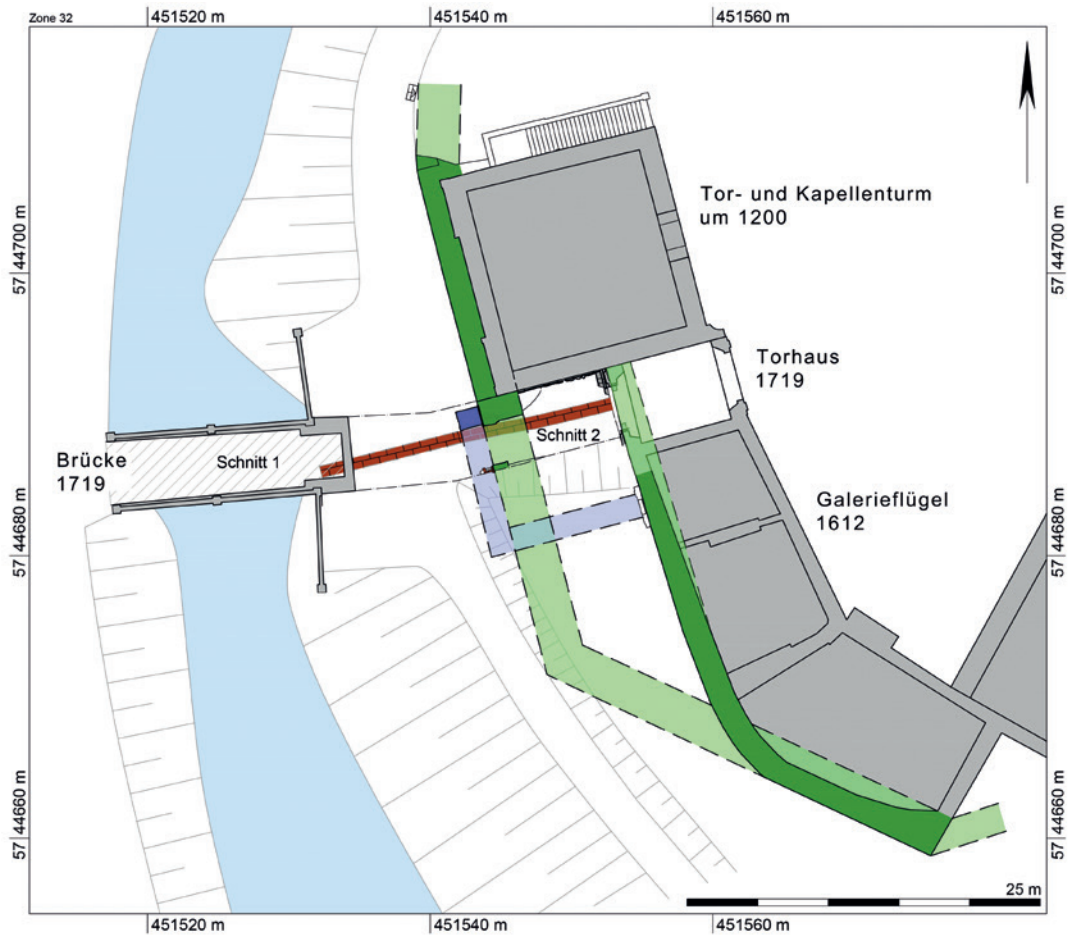 Zone 32
451520 m
451540 m
451560 m
Tor- und Kapellenturm
um 1200
57 44700 m
57 44700 m
Torhaus
1719
Brücke
1719
Schnitt 1
Schnitt 2
Galerieflügel
1612
57 44680 m
57 44680 m
57 44660 m
57 44660 m
25 m
451520 m
451540 m
451560 m